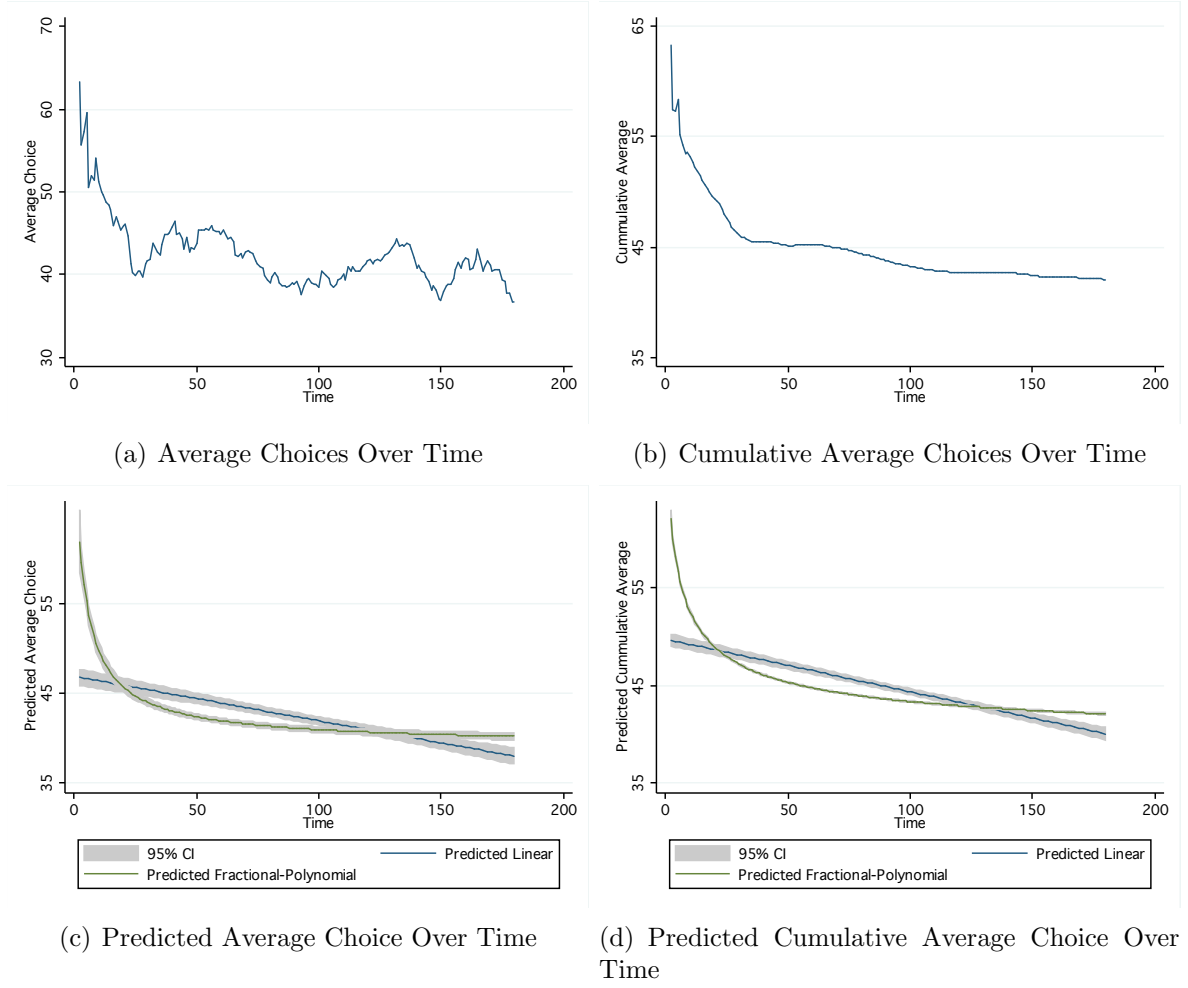 70
60
50
40
30
Average Choice
0 50 100 150 200
Time
(a) Average Choices Over Time
65
55
45
35
Cummulative Average
0 50 100 150 200
Time
(b) Cumulative Average Choices Over Time
55
45
35
Predicted Average Choice
0 50 100 150 200
Time
95% CI Predicted Linear
Predicted Fractional-Polynomial
(c) Predicted Average Choice Over Time
55
45
35
Predicted Cummulative Average
0 50 100 150 200
Time
95% CI Predicted Linear
Predicted Fractional-Polynomial
(d) Predicted Cumulative Average Choice Over
Time